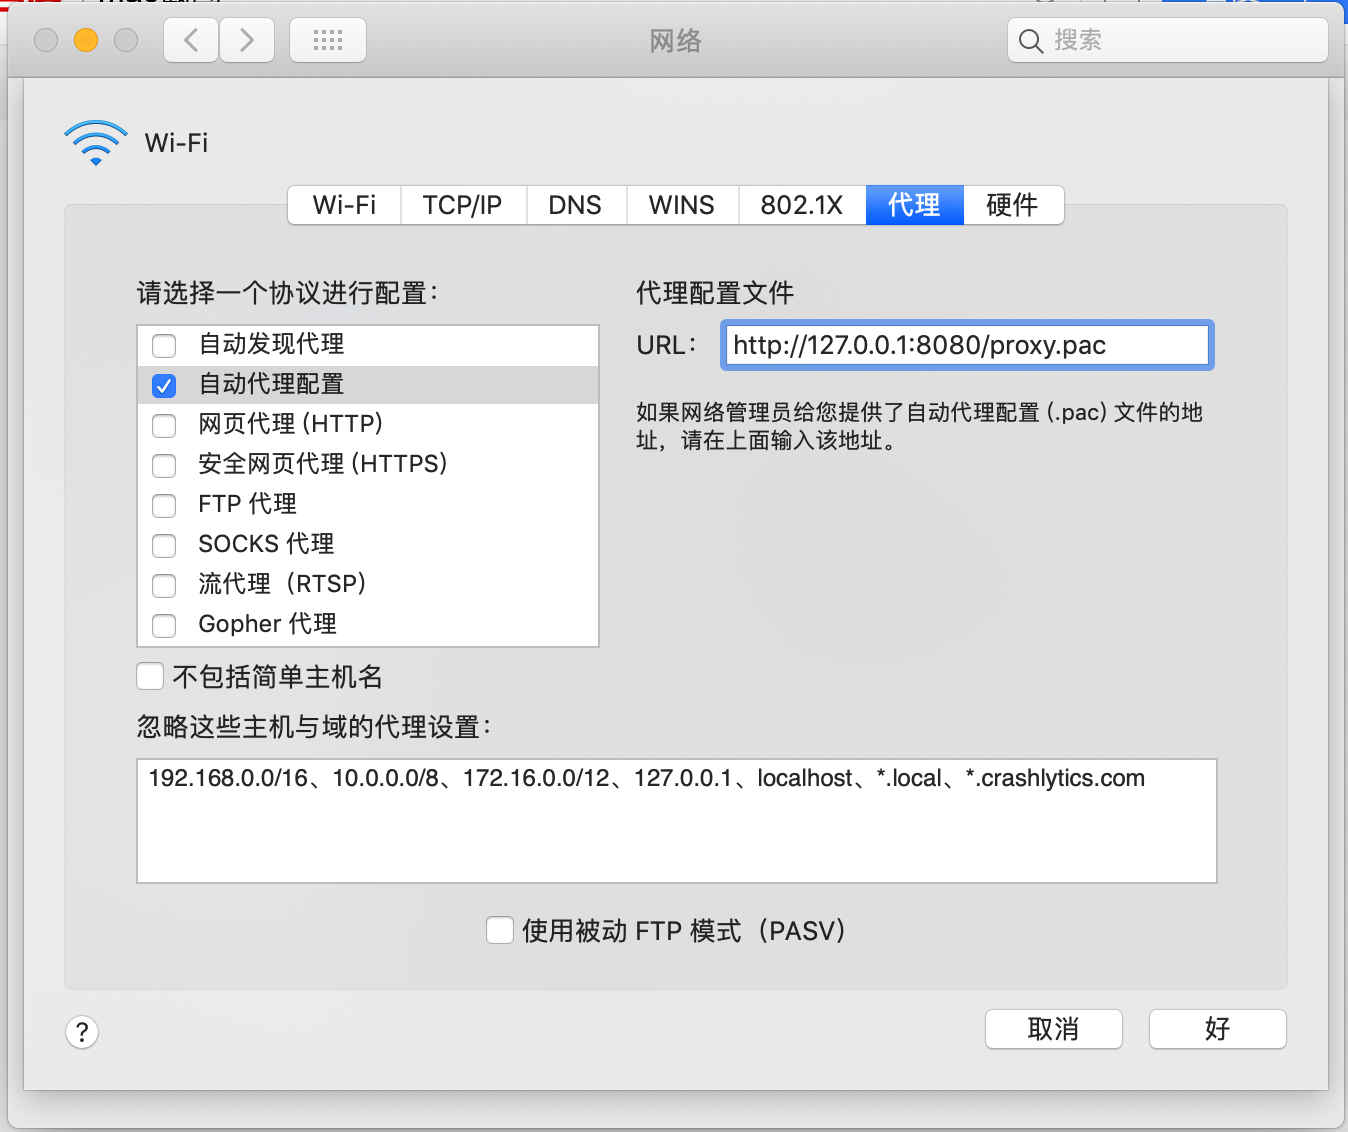 网络
搜索
Wi-Fi
Wi-Fi TCP/IP DNS WINS 802.1X 代理 硬件
请选择一个协议进行配置：
自动发现代理
自动代理配置
网页代理 (HTTP)
安全网页代理 (HTTPS)
FTP 代理
SOCKS 代理
流代理（RTSP）
Gopher 代理
代理配置文件
URL： http://127.0.0.1:8080/proxy.pac
如果网络管理员给您提供了自动代理配置 (.pac) 文件的地
址，请在上面输入该地址。
不包括简单主机名
忽略这些主机与域的代理设置：
192.168.0.0/16、10.0.0.0/8、172.16.0.0/12、127.0.0.1、localhost、*.local、*.crashlytics.com
使用被动 FTP 模式（PASV）
?
取消
好